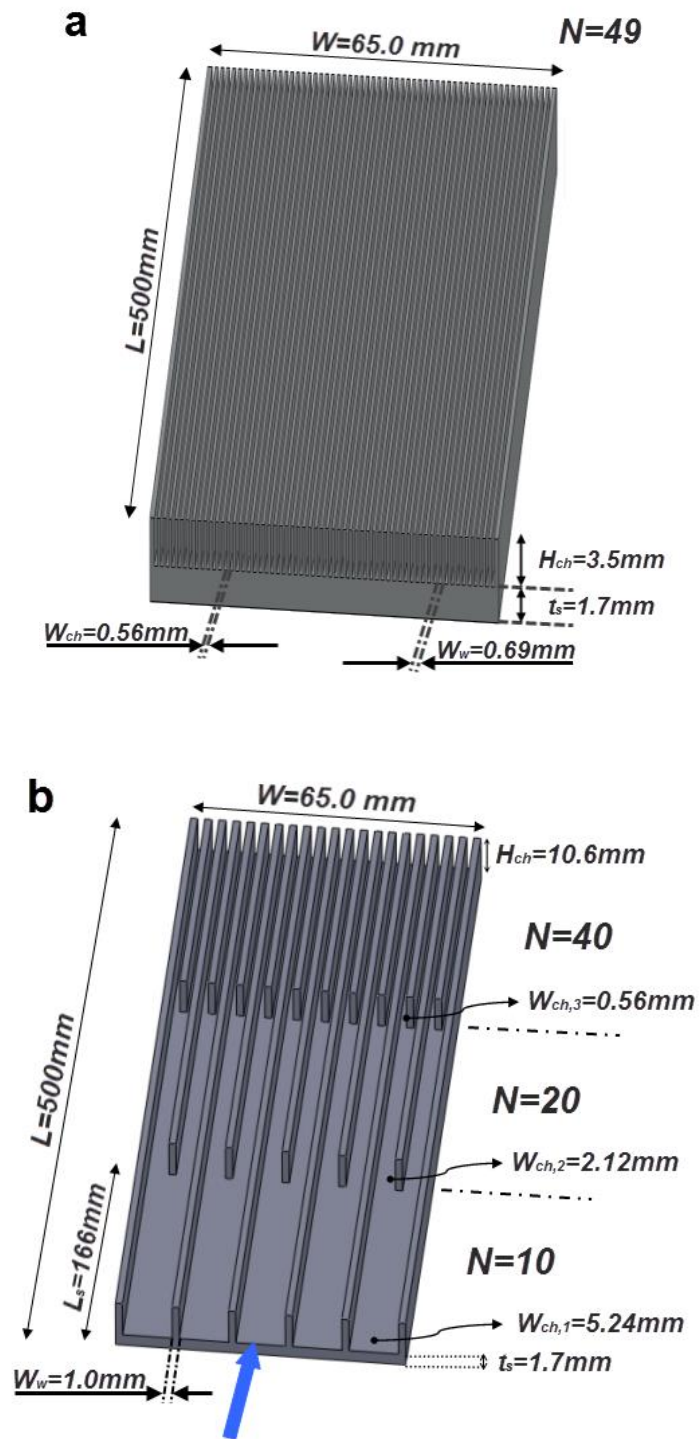 a
W=65.0 mm
N=49
L=500mm
Hch=3.5mm
ts=1.7mm
Wch=0.56mm
Ww=0.69mm
b
W=65.0 mm
Hch=10.6mm
N=40
Wch,3=0.56mm
L=500mm
N=20
Wch,2=2.12mm
Ls=166mm
N=10
Wch,1=5.24mm
ts=1.7mm
Ww=1.0mm